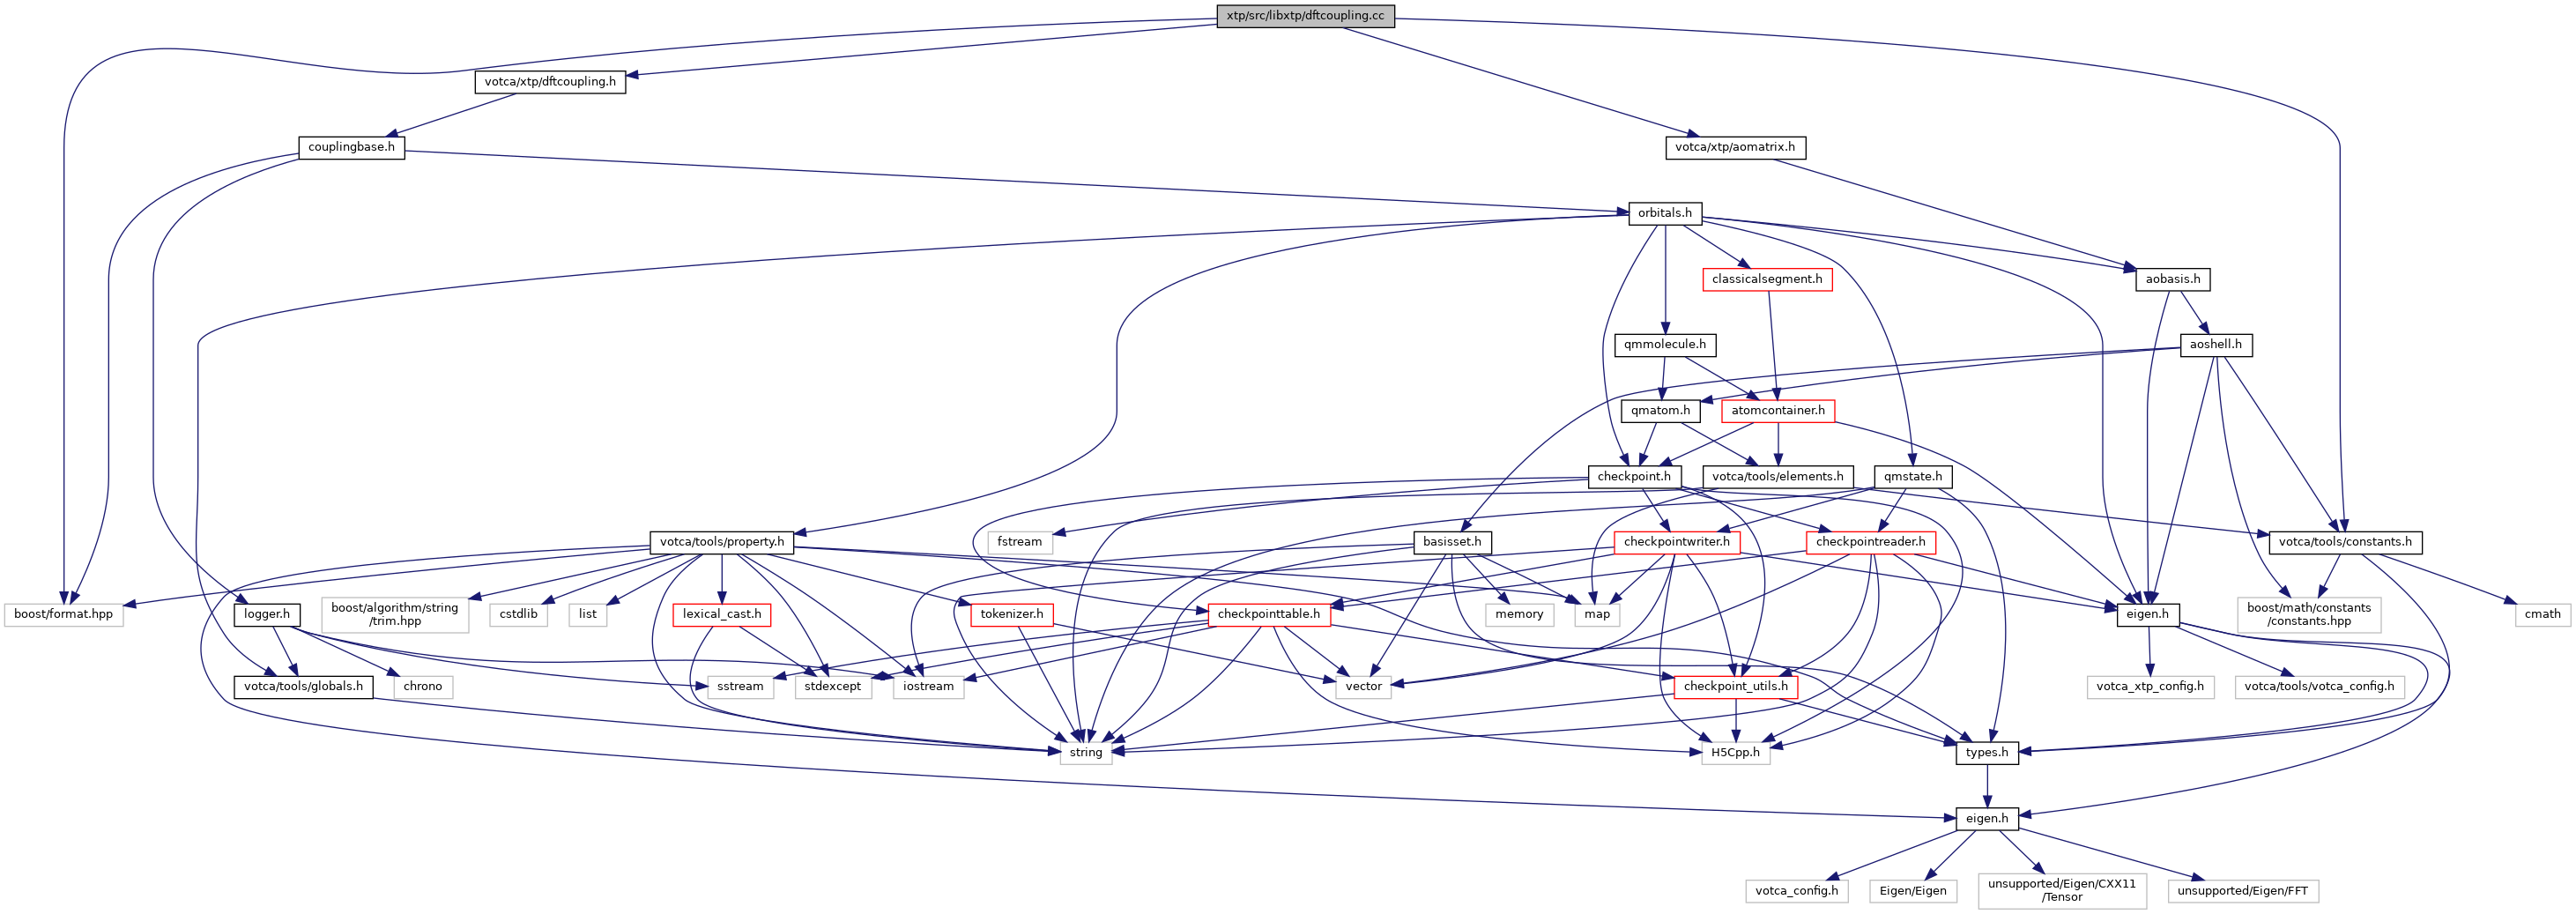 xtp/src/libxtp/dftcoupling.cc
votca/xtp/dftcoupling.h
couplingbase.h
votca/xtp/aomatrix.h
orbitals.h
classicalsegment.h
aobasis.h
qmmolecule.h
aoshell.h
qmatom.h
atomcontainer.h
checkpoint.h
votca/tools/elements.h
qmstate.h
votca/tools/property.h
fstream
basisset.h
checkpointwriter.h
checkpointreader.h
votca/tools/constants.h
boost/format.hpp
logger.h
boost/algorithm/string
/trim.hpp
cstdlib
list
lexical_cast.h
tokenizer.h
checkpointtable.h
memory
map
eigen.h
boost/math/constants
/constants.hpp
cmath
votca/tools/globals.h
chrono
sstream
stdexcept
iostream
vector
checkpoint_utils.h
votca_xtp_config.h
votca/tools/votca_config.h
string
H5Cpp.h
types.h
eigen.h
votca_config.h
Eigen/Eigen
unsupported/Eigen/CXX11
/Tensor
unsupported/Eigen/FFT